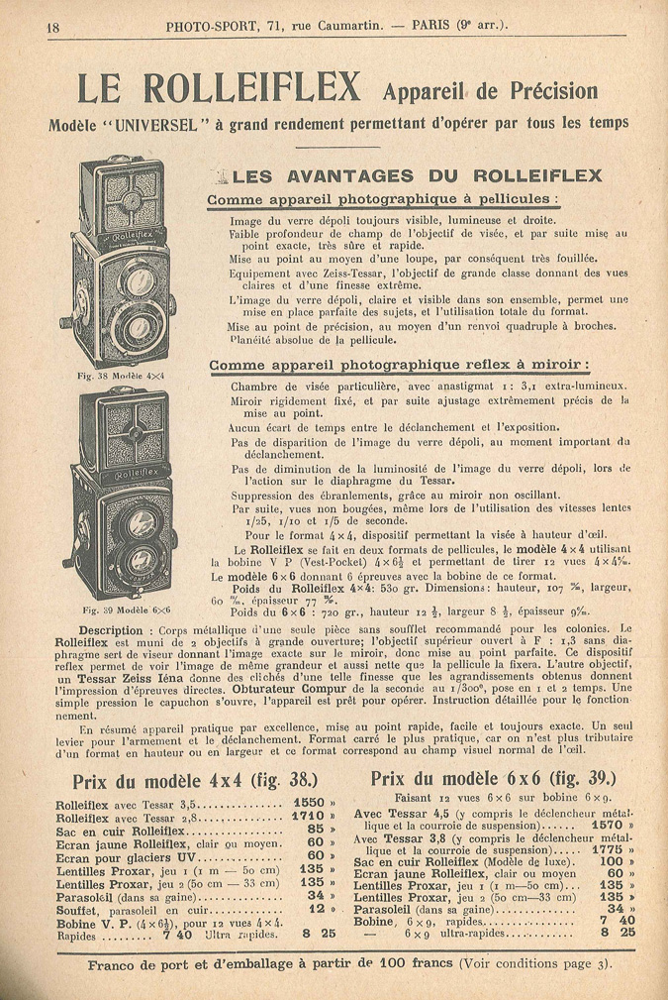 18
PHOTO-SPORT, 71, rue Caumartin. — PARIS (9e arr.).
LE ROLLEIFLEX Appareil de Précision
Modèle "UNIVERSEL" à grand rendement permettant d'opérer par tous les temps
LES AVANTAGES DU ROLLEIFLEX
Comme appareil photographique à pellicules :
Image du verre dépoli toujours visible, lumineuse et droite.
Faible profondeur de champ de l'objectif de visée, et par suite mise au
point exacte, très sûre et rapide.
Mise au point au moyen d'une loupe, par conséquent très fouillée.
Equipement avec Zeiss-Tessar, l'objectif de grande classe donnant des vues
claires et d'une finesse extrême.
L'image du verre dépoli, claire et visible dans son ensemble, permet une
mise en place parfaite des sujets, et l'utilisation totale du format.
Mise au point de précision, au moyen d'un renvoi quadruple à broches.
Planéité absolue de la pellicule.
Rolleiflex
Fig. 38 Modèle 4×4
Comme appareil photographique reflex à miroir :
Chambre de visée particulière, avec anastigmat 1 : 3,1 extra-lumineux.
Miroir rigidement fixé, et par suite ajustage extrêmement précis de la
mise au point.
Aucun écart de temps entre le déclanchement et l'exposition.
Pas de disparition de l'image du verre dépoli, au moment important du
déclanchement.
Pas de diminution de la luminosité de l'image du verre dépoli, lors de
l'action sur le diaphragme du Tessar.
Suppression des ébranlements, grâce au miroir non oscillant.
Par suite, vues non bougées, même lors de l'utilisation des vitesses lentes
1/25, 1/10 et 1/5 de seconde.
Pour le format 4×4, dispositif permettant la visée à hauteur d'œil.
Le Rolleiflex se fait en deux formats de pellicules, le modèle 4×4 utilisant
la bobine V P (Vest-Pocket) 4×6½ et permettant de tirer 12 vues 4×4‰.
Le modèle 6×6 donnant 6 épreuves avec la bobine de ce format.
Poids du Rolleiflex 4×4: 530 gr. Dimensions: hauteur, 107 ‰, largeur,
60 ‰, épaisseur 77 ‰.
Poids du 6×6 : 720 gr., hauteur 12 ½, largeur 8 ½, épaisseur 9‰.
Rolleiflex
COMPUR
Fig. 39 Modèle 6×6
Description : Corps métallique d'une seule pièce sans soufflet recommandé pour les colonies. Le
Rolleiflex est muni de 2 objectifs à grande ouverture; l'objectif supérieur ouvert à F : 1,3 sans dia-
phragme sert de viseur donnant l'image exacte sur le miroir, donc mise au point parfaite. Ce dispositif
reflex permet de voir l'image de même grandeur et aussi nette que la pellicule la fixera. L'autre objectif,
un Tessar Zeiss Iéna donne des clichés d'une telle finesse que les agrandissements obtenus donnent
l'impression d'épreuves directes. Obturateur Compur de la seconde au 1/300e, pose en 1 et 2 temps. Une
simple pression le capuchon s'ouvre, l'appareil est prêt pour opérer. Instruction détaillée pour le fonction
nement.
En résumé appareil pratique par excellence, mise au point rapide, facile et toujours exacte. Un seul
levier pour l'armement et le déclanchement. Format carré le plus pratique, car on n'est plus tributaire
d'un format en hauteur ou en largeur et ce format correspond au champ visuel normal de l'œil.
Prix du modèle 4x4 (fig. 38.)
Rolleiflex avec Tessar 3,5............... 1550 »
Rolleiflex avec Tessar 2,8............... 1710 »
Sac en cuir Rolleiflex................ 85 »
Ecran jaune Rolleiflex, clair ou moyen. 60 »
Ecran pour glaciers UV................ 60 »
Lentilles Proxar, jeu 1 (1 m — 50 cm) 135 »
Lentilles Proxar, jeu 2 (50 cm — 33 cm) 135 »
Parasoleil (dans sa gaine)............. 34 »
Soufflet, parasoleil en cuir............. 12 »
Bobine V. P. (4×6½), pour 12 vues 4×4.
Rapides ......... 7 40 Ultra rapides. 8 25
Prix du modèle 6x6 (fig. 39.)
Faisant 12 vues 6×6 sur bobine 6×9.
Avec Tessar 4,5 (y compris le déclencheur métal-
lique et la courroie de suspension)...... 1570 »
Avec Tessar 3,8 (y compris le déclencheur métal-
lique et la courroie de suspension)..... 1775 »
Sac en cuir Rolleiflex (Modèle de luxe). 100 »
Ecran jaune Rolleiflex, clair ou moyen 60 »
Lentilles Proxar, jeu 1 (1 m—50 cm).. 135 »
Lentilles Proxar, jeu 2 (50 cm—33 cm) 135 »
Parasoleil (dans sa gaine)............ 34 »
Bobine, 6×9, rapides................ 7 40
— 6×9 ultra-rapides............ 8 25
Franco de port et d'emballage à partir de 100 francs (Voir conditions page 3).